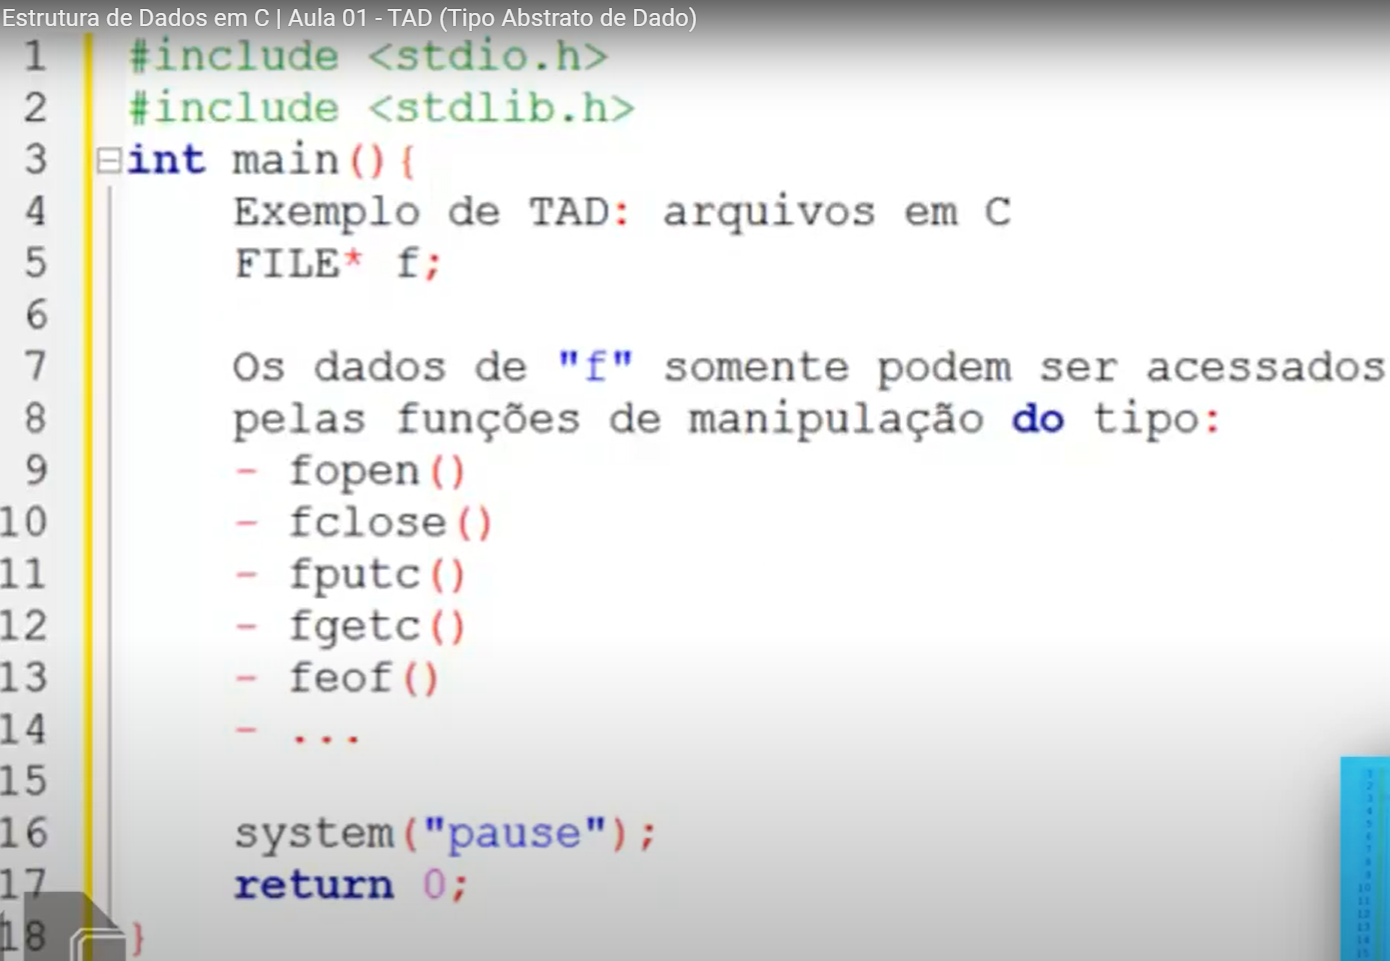 Estrutura de Dados em C | Aula 01 - TAD (Tipo Abstrato de Dado)
1 #include <stdio.h>
2 #include <stdlib.h>
3 int main(){
4 Exemplo de TAD: arquivos em C
5 FILE* f;
6
7 Os dados de "f" somente podem ser acessados
8 pelas funções de manipulação do tipo:
9 - fopen()
10 - fclose()
11 - fputc()
12 - fgetc()
13 - feof()
14 - ...
15
16 system("pause");
17 return 0;
18 }